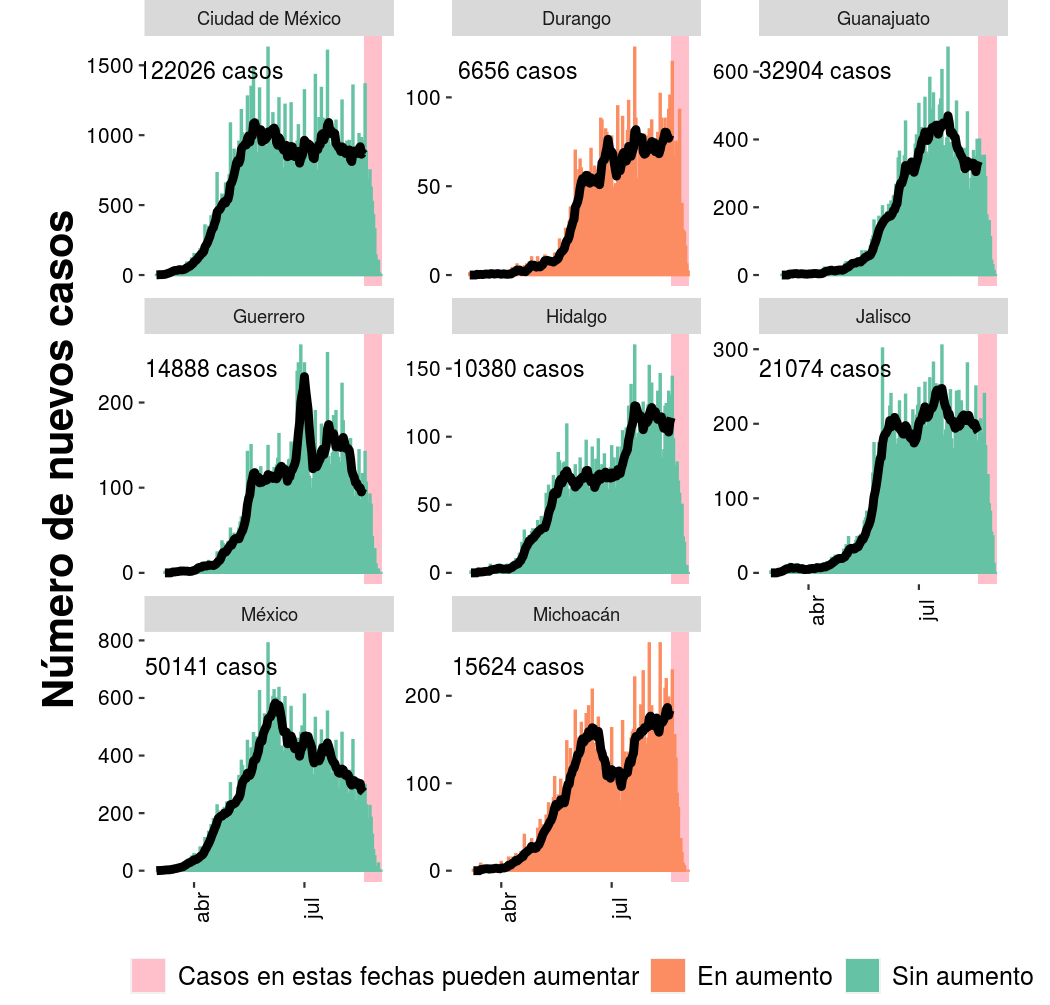 Número de nuevos casos
Ciudad de México
Durango
Guanajuato
1500
1000
500
0
122026 casos
100
50
0
6656 casos
600
400
200
0
32904 casos
Guerrero
Hidalgo
Jalisco
200
100
0
14888 casos
150
100
50
0
10380 casos
300
200
100
0
21074 casos
abr
jul
México
Michoacán
800
600
400
200
0
50141 casos
abr
jul
200
100
0
15624 casos
abr
jul
Casos en estas fechas pueden aumentar
En aumento
Sin aumento